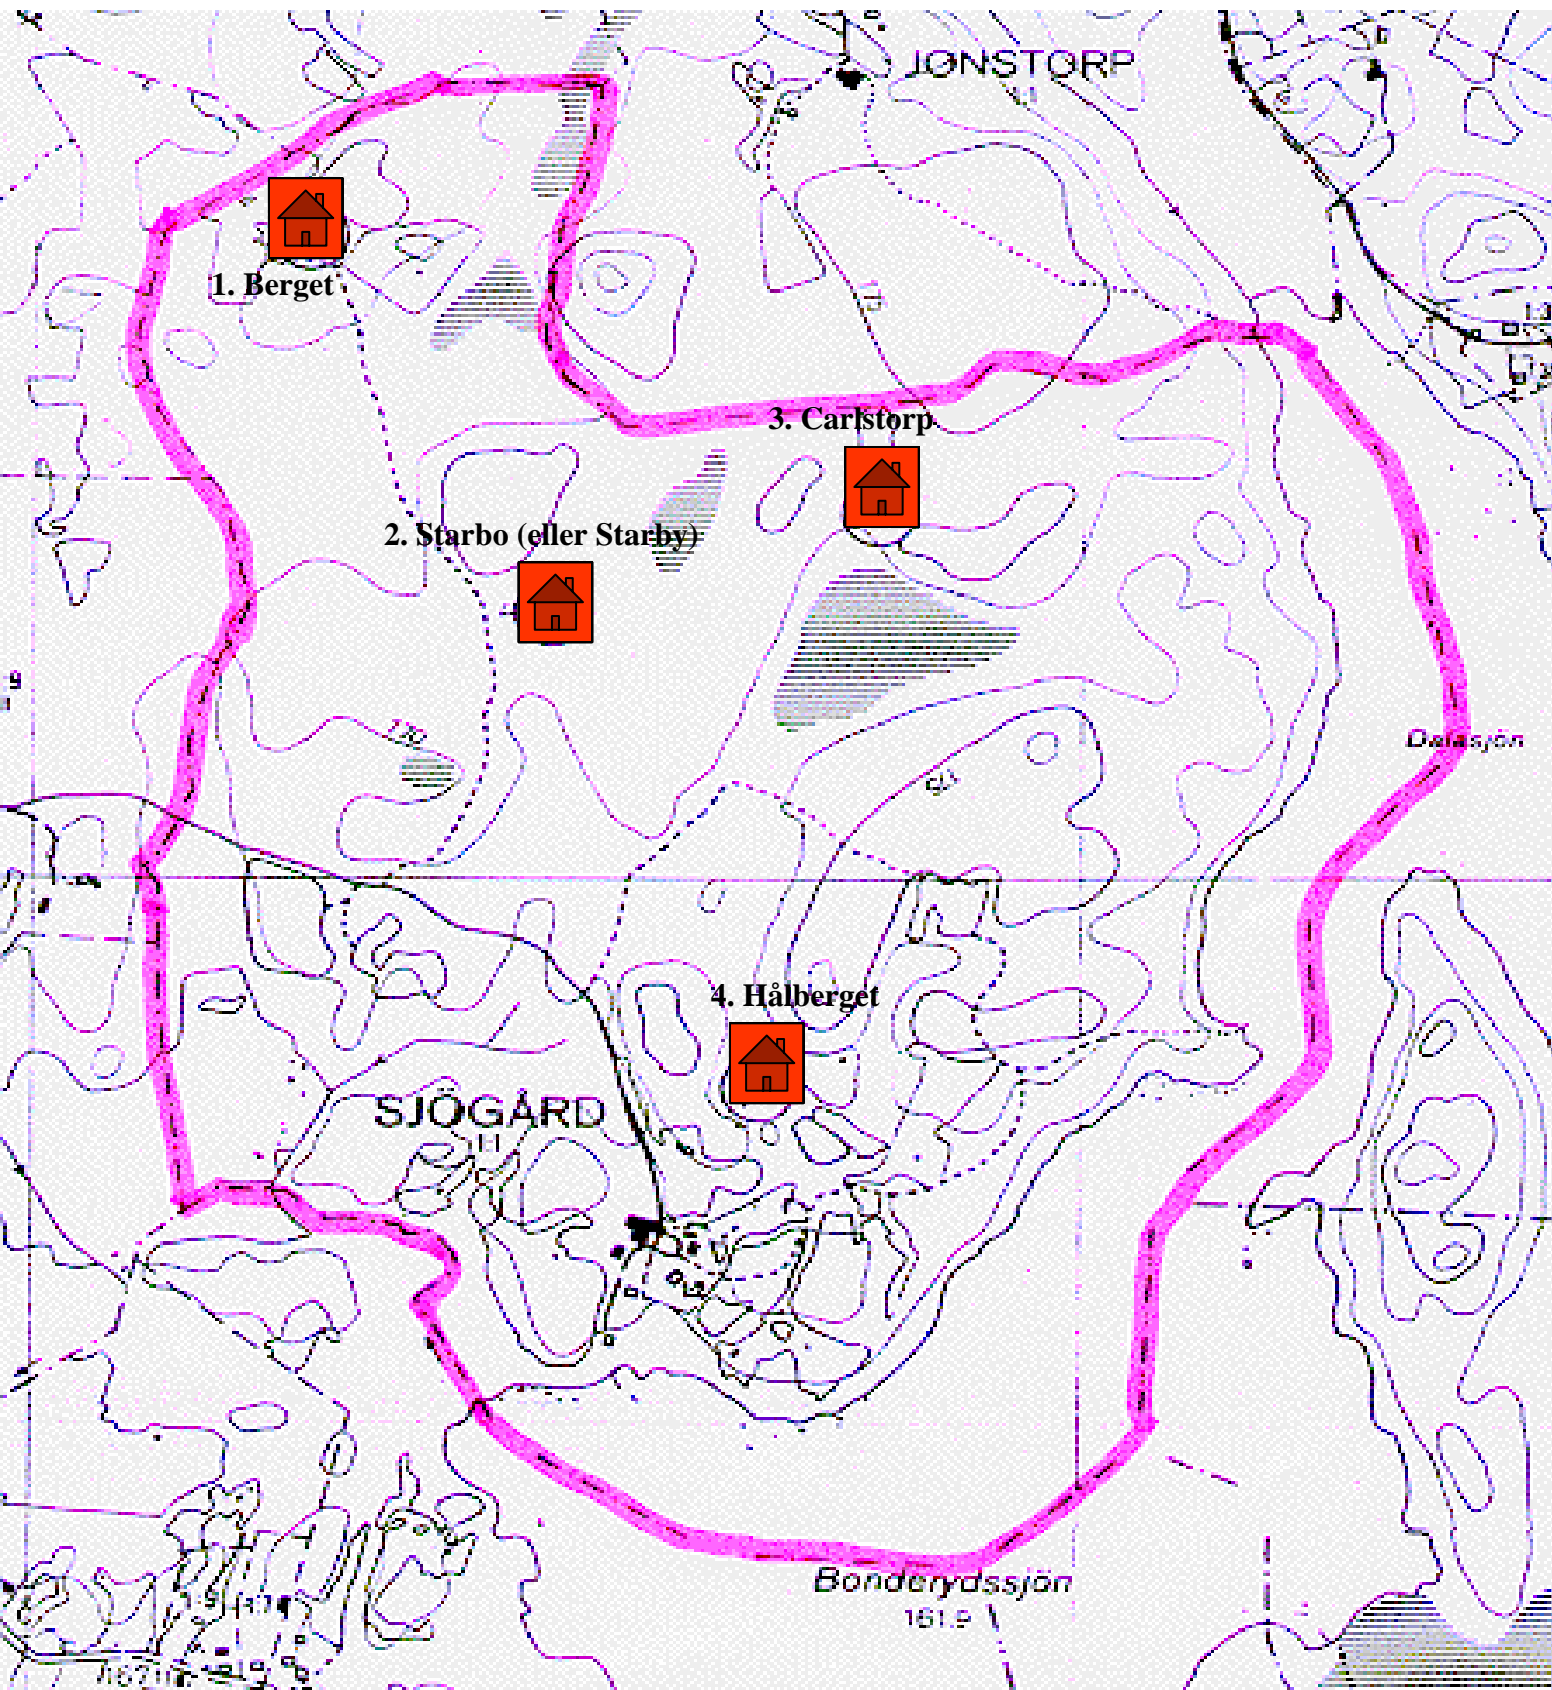 JONSTORP
1. Berget
3. Carlstorp
2. Starbo (eller Starby)
Dalasjön
4. Hålberget
SJÖGÅRD
Bonderydssjön
161.9